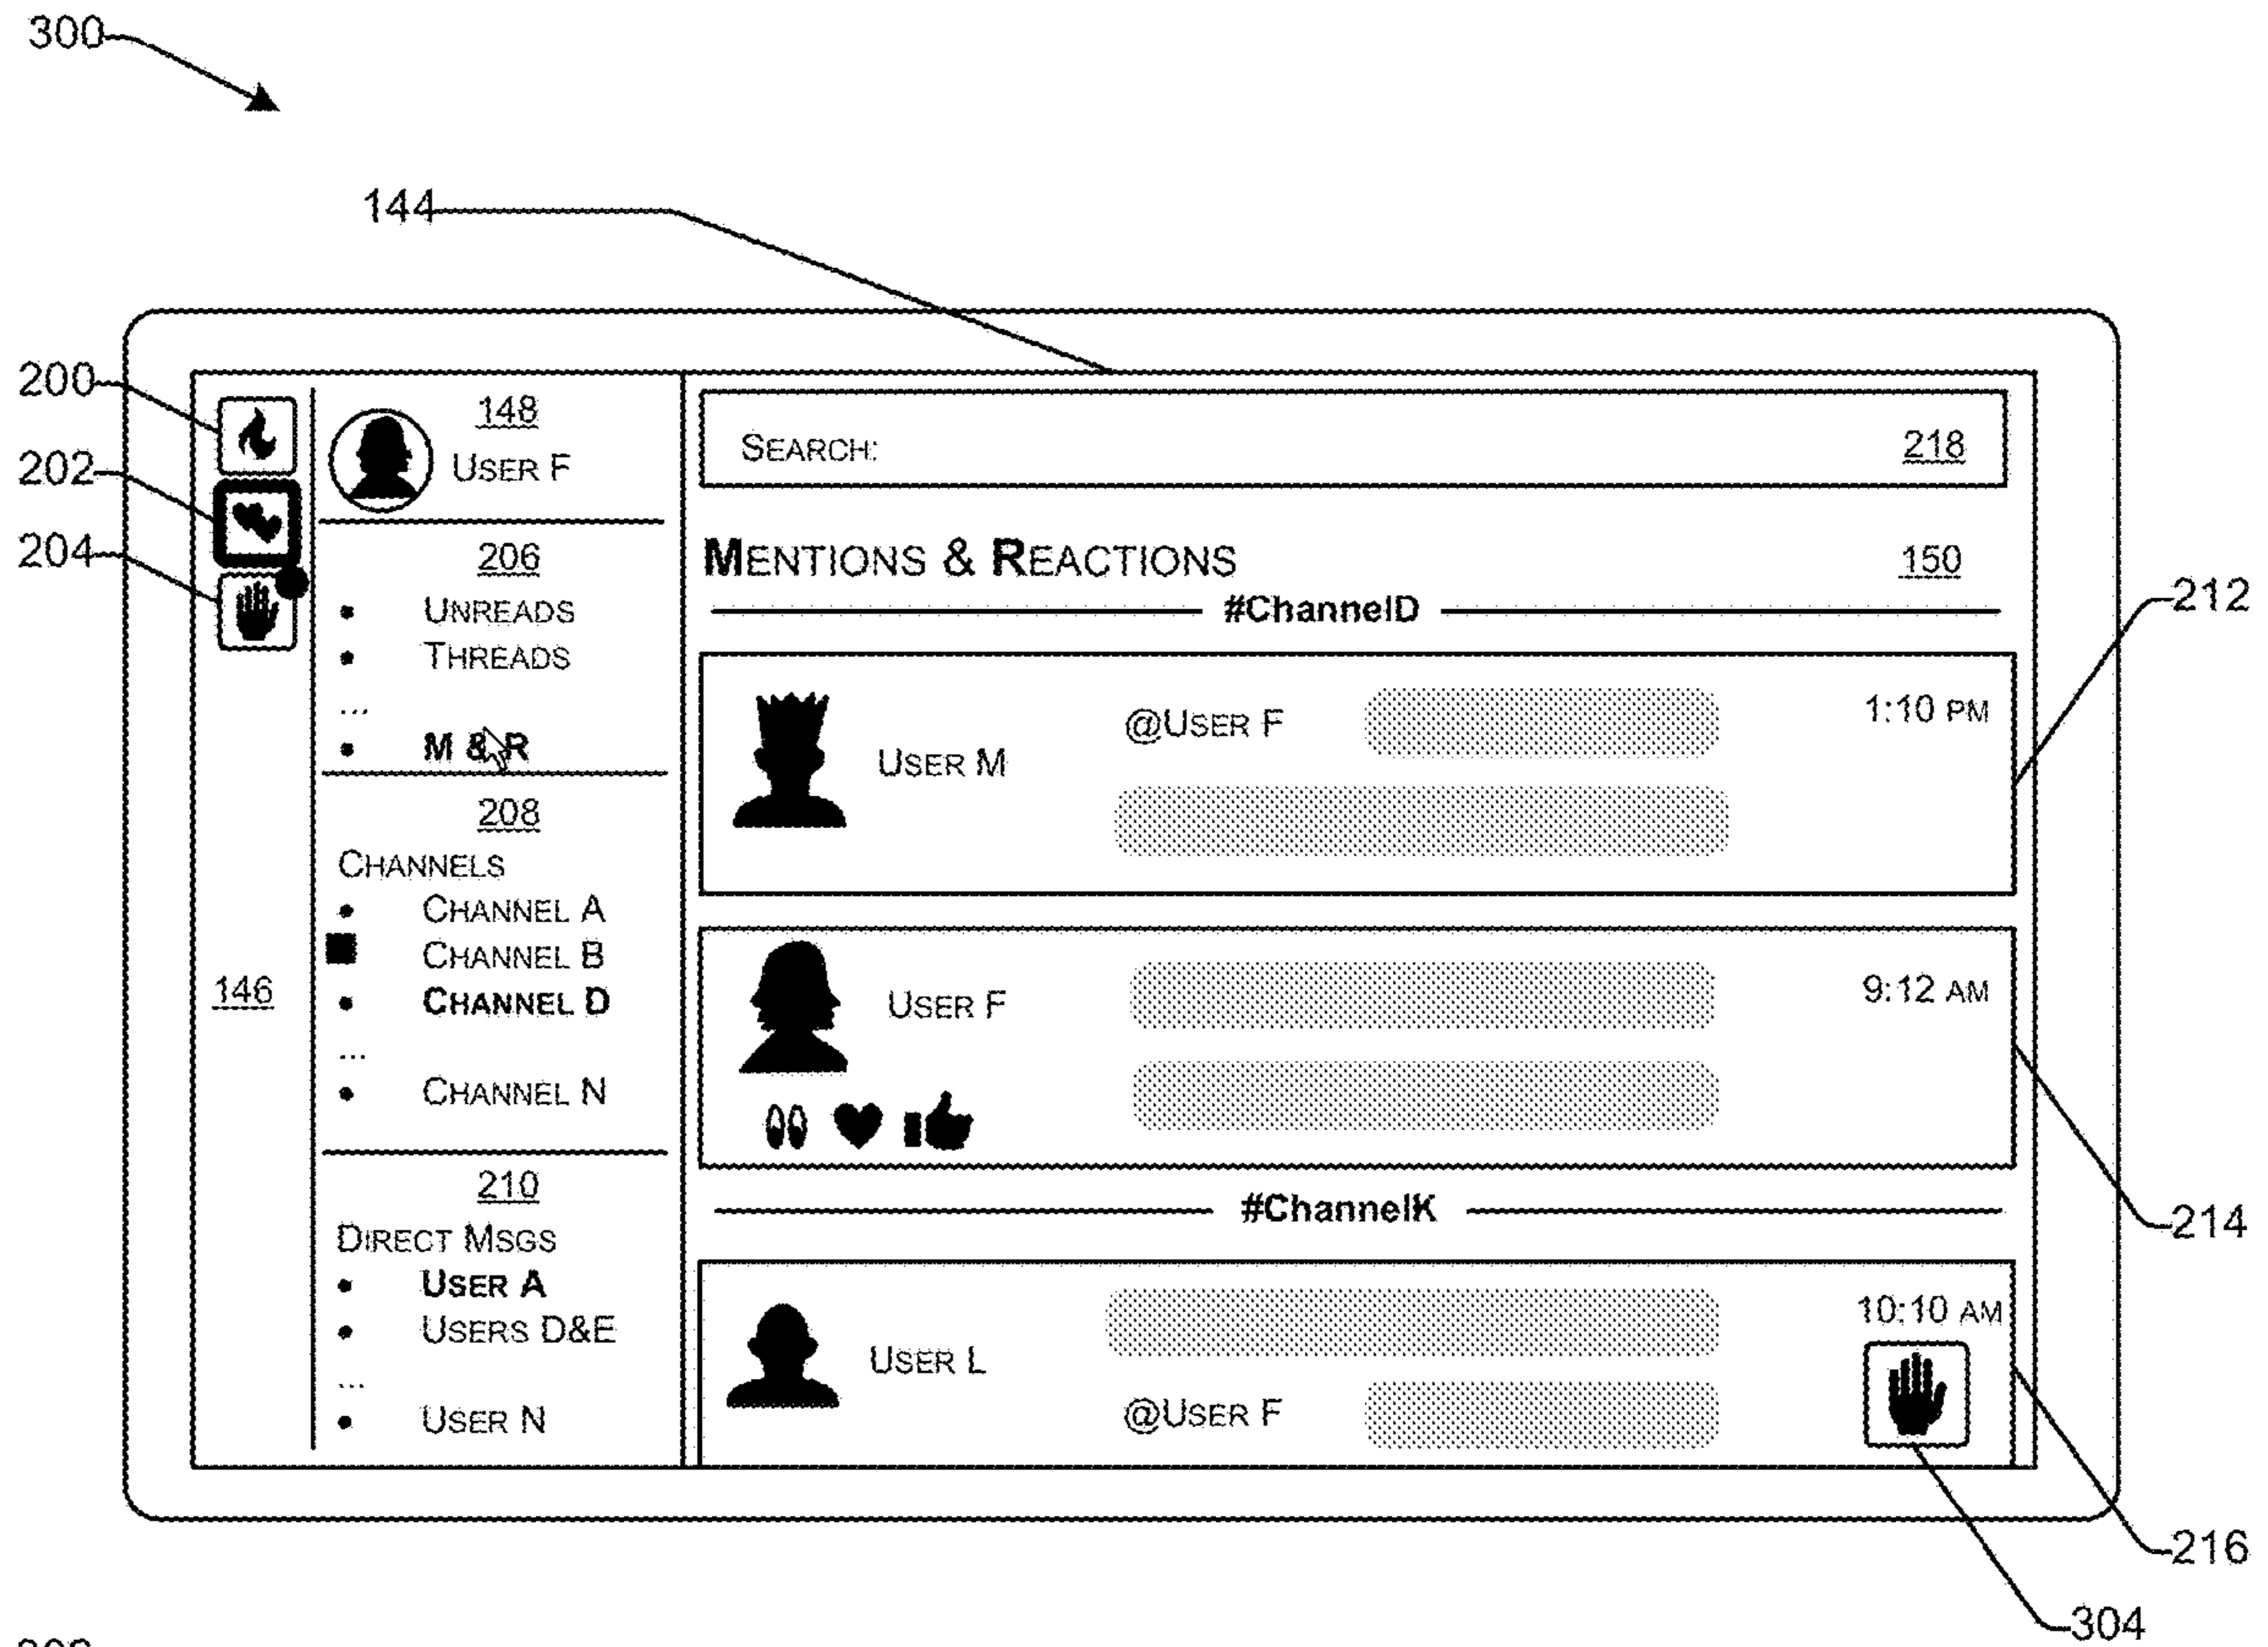 300
144
200
202
204
148
USER F
206
• UNREADS
• THREADS
...
• M & R
208
CHANNELS
• CHANNEL A
CHANNEL B
• CHANNEL D
...
• CHANNEL N
146
210
DIRECT MSGS
• USER A
• USERS D&E
...
• USER N
SEARCH:
218
MENTIONS & REACTIONS
150
#ChannelD
212
USER M
@USER F
1:10 PM
USER F
9:12 AM
214
#ChannelK
USER L
10:10 AM
@USER F
216
304